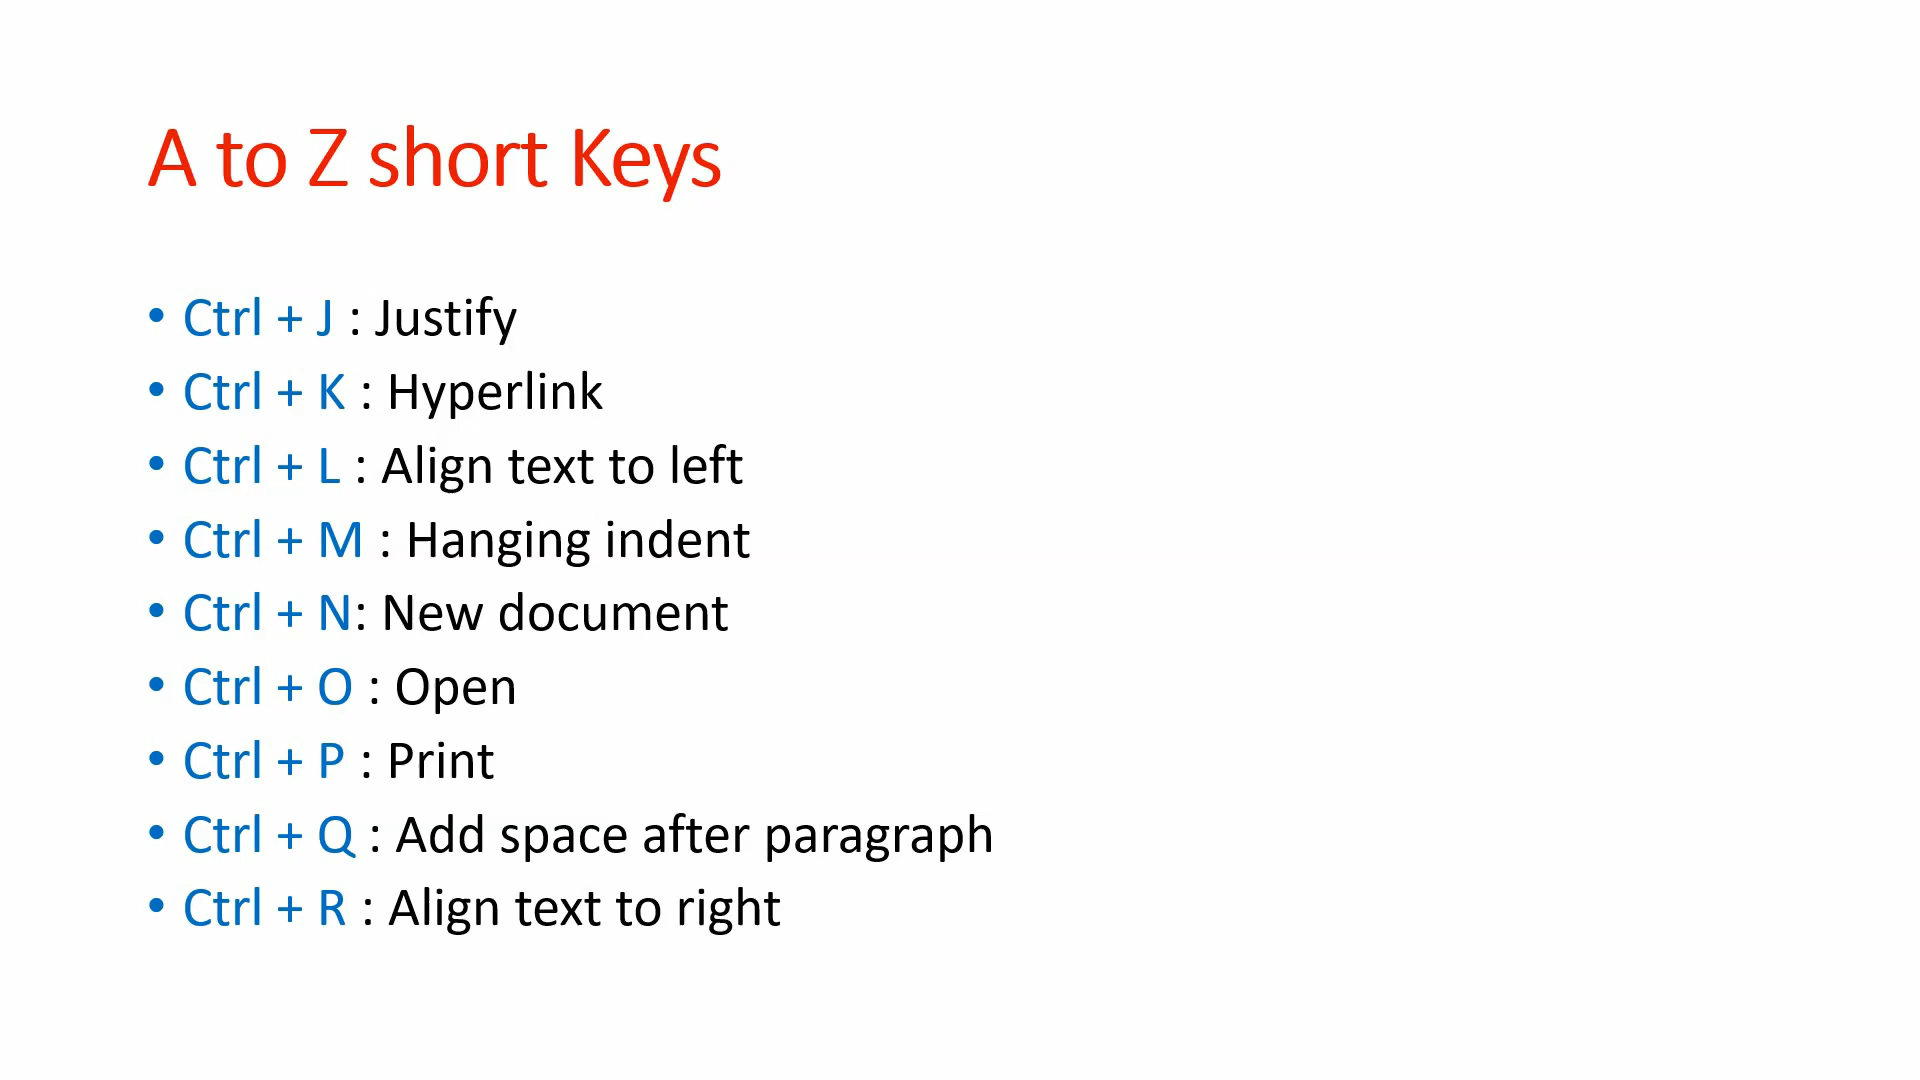 A to Z short Keys
• Ctrl + J : Justify
• Ctrl + K : Hyperlink
• Ctrl + L : Align text to left
• Ctrl + M : Hanging indent
• Ctrl + N: New document
• Ctrl + O : Open
• Ctrl + P : Print
• Ctrl + Q : Add space after paragraph
• Ctrl + R : Align text to right